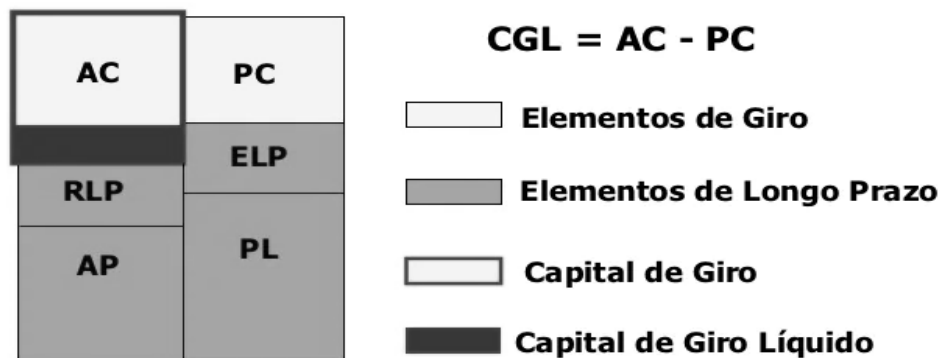 CGL = AC - PC
AC
PC
ELP
RLP
PL
AP
Elementos de Giro
Elementos de Longo Prazo
Capital de Giro
Capital de Giro Líquido